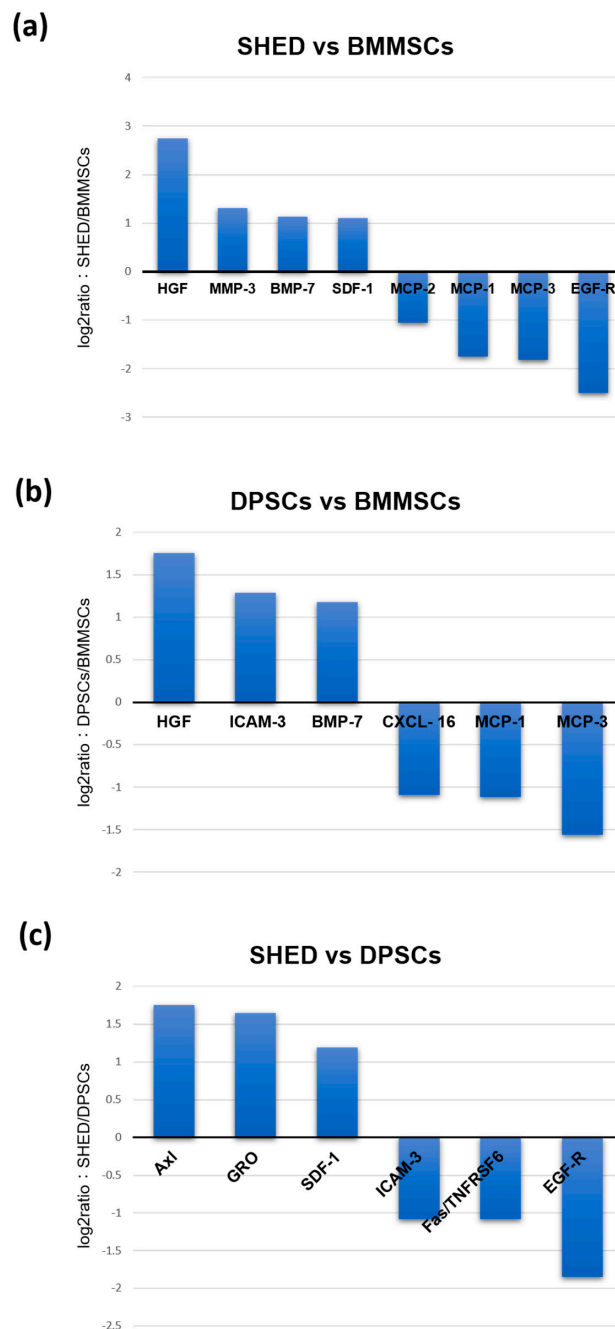 (a)
SHED vs BMMSCs
log2ratio：SHED/BMMSCs
4
3
2
1
0
-1
-2
-3
HGF MMP-3 BMP-7 SDF-1 MCP-2 MCP-1 MCP-3 EGF-R
(b)
DPSCs vs BMMSCs
log2ratio：DPSCs/BMMSCs
2
1.5
1
0.5
0
-0.5
-1
-1.5
-2
HGF ICAM-3 BMP-7 CXCL- 16 MCP-1 MCP-3
(c)
SHED vs DPSCs
log2ratio：SHED/DPSCs
2
1.5
1
0.5
0
-0.5
-1
-1.5
-2
-2.5
Axl GRO SDF-1 ICAM-3 Fas/TNFRSF6 EGF-R